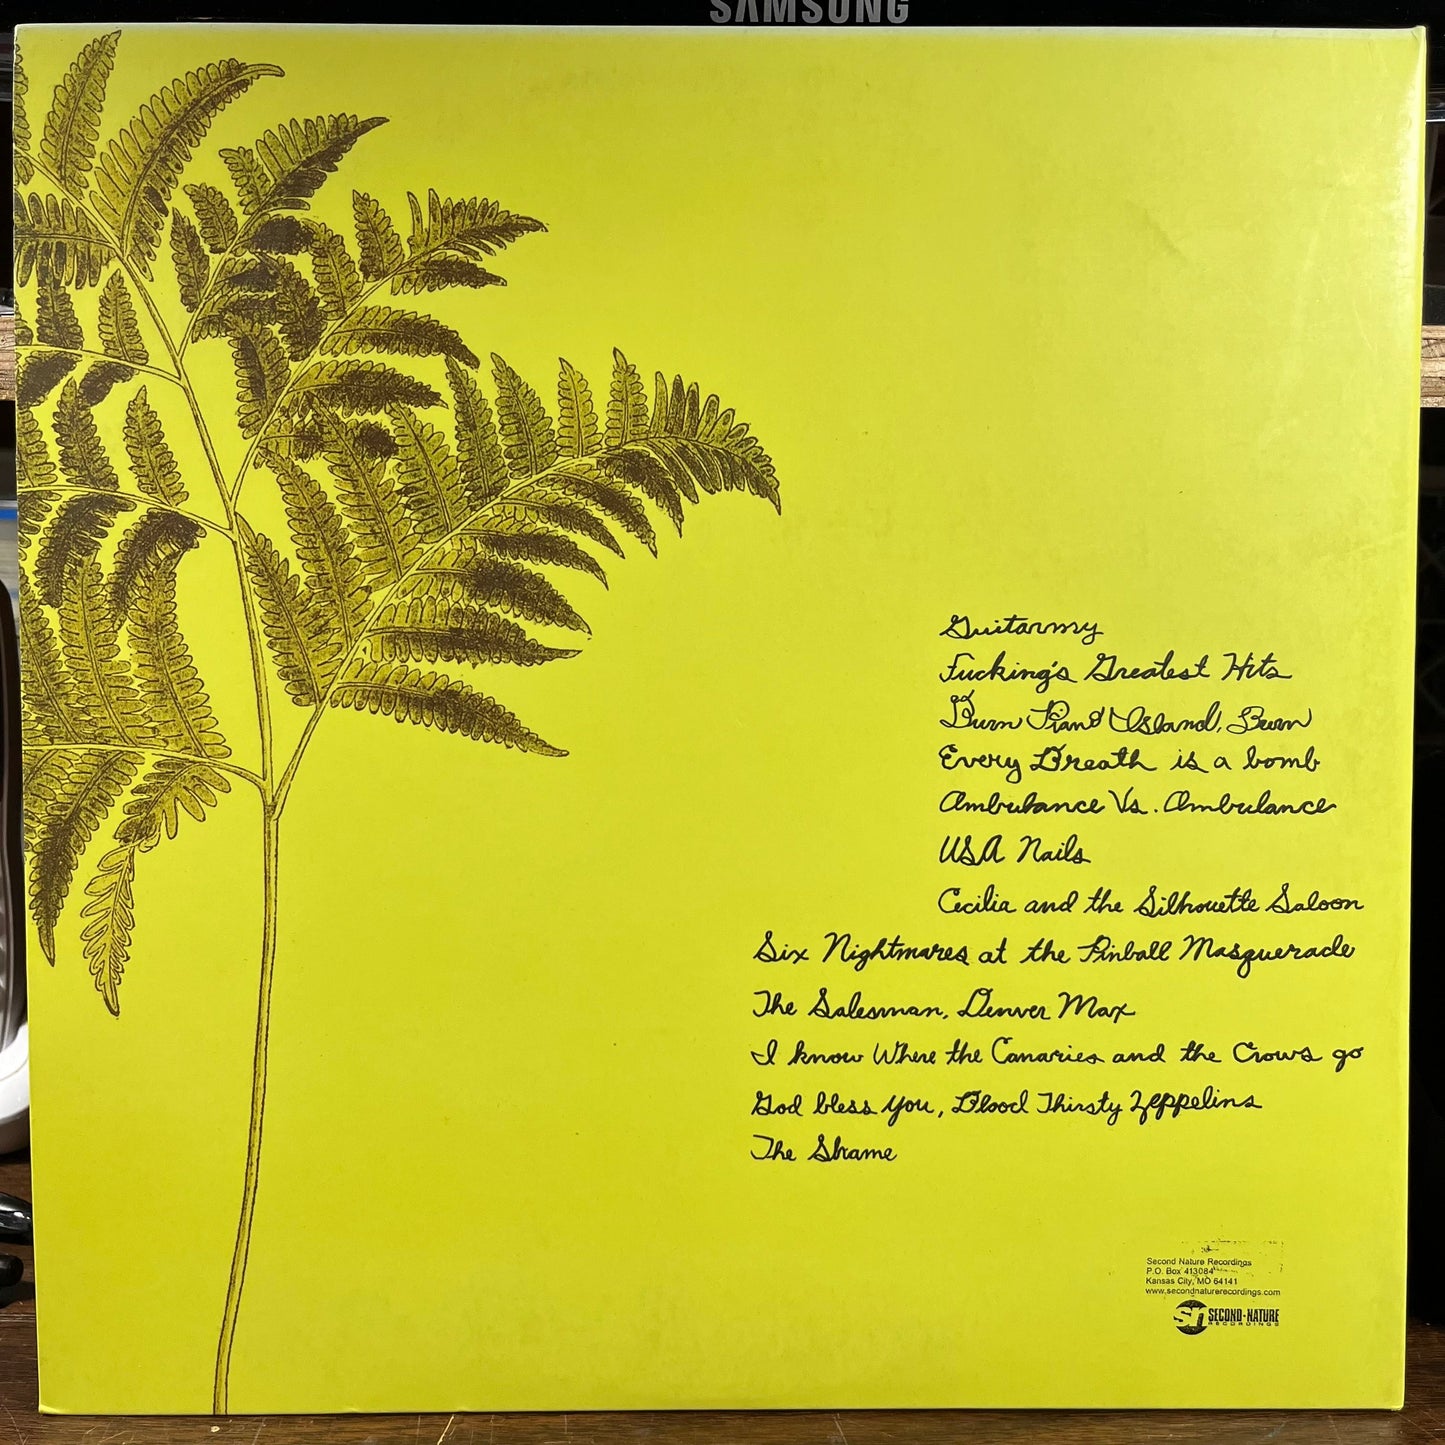 SAMSUNG
Guitarmy
Fucking's Greatest Hits
Burn Piano Island, Burn
Every Breath is a bomb
Ambulance Vs. Ambulance
USA Nails
Cecilia and the Silhouette Saloon
Six Nightmares at the Pinball Masquerade
The Salesman, Denver Max
I know Where the Canaries and the Crows go
God bless You, Blood Thirsty Zeppelins
The Shame
Second Nature Recordings
P.O. Box 413084
Kansas City, MO 64141
www.secondnaturerecordings.com
sn SECOND-NATURE
RECORDINGS